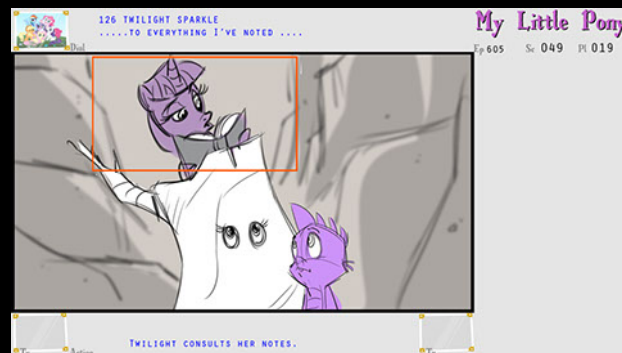 126 TWILIGHT SPARKLE
.....TO EVERYTHING I'VE NOTED ....
Dial
My Little Pony
Ep 605 Sc 049 Pl 019
TWILIGHT CONSULTS HER NOTES.
Action